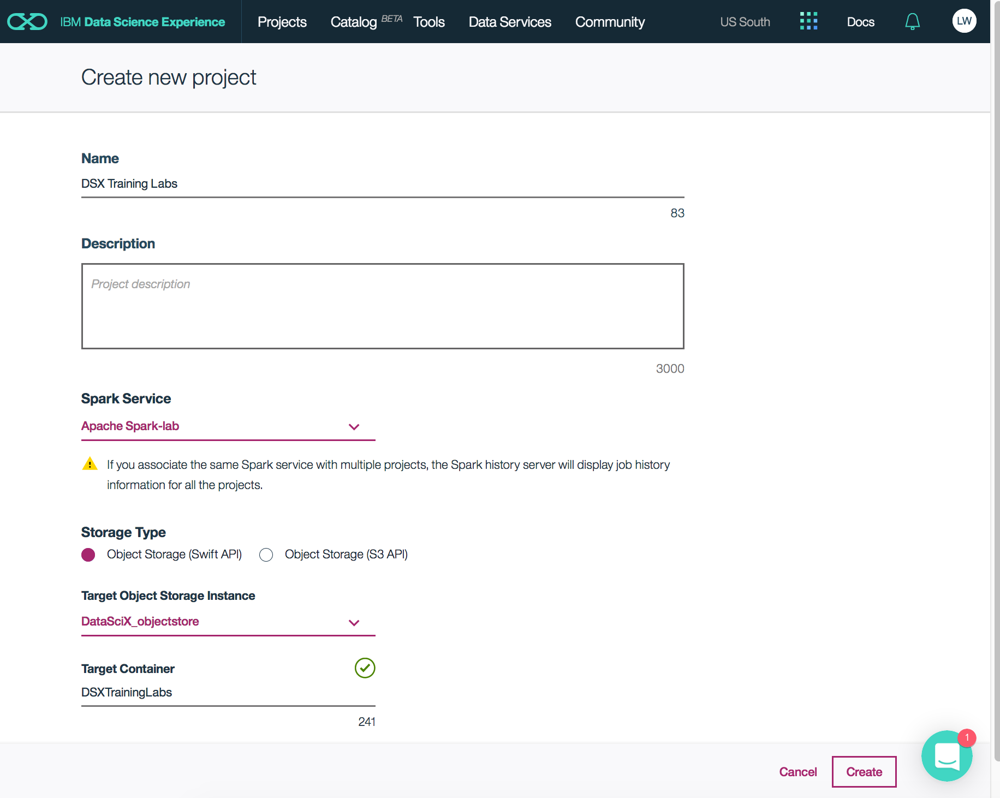 IBM Data Science Experience
Projects
Catalog BETA
Tools
Data Services
Community
US South
Docs
LW
Create new project
Name
DSX Training Labs
83
Description
Project description
3000
Spark Service
Apache Spark-lab
If you associate the same Spark service with multiple projects, the Spark history server will display job history
information for all the projects.
Storage Type
Object Storage (Swift API)
Object Storage (S3 API)
Target Object Storage Instance
DataSciX_objectstore
Target Container
DSXTrainingLabs
241
1
Cancel
Create